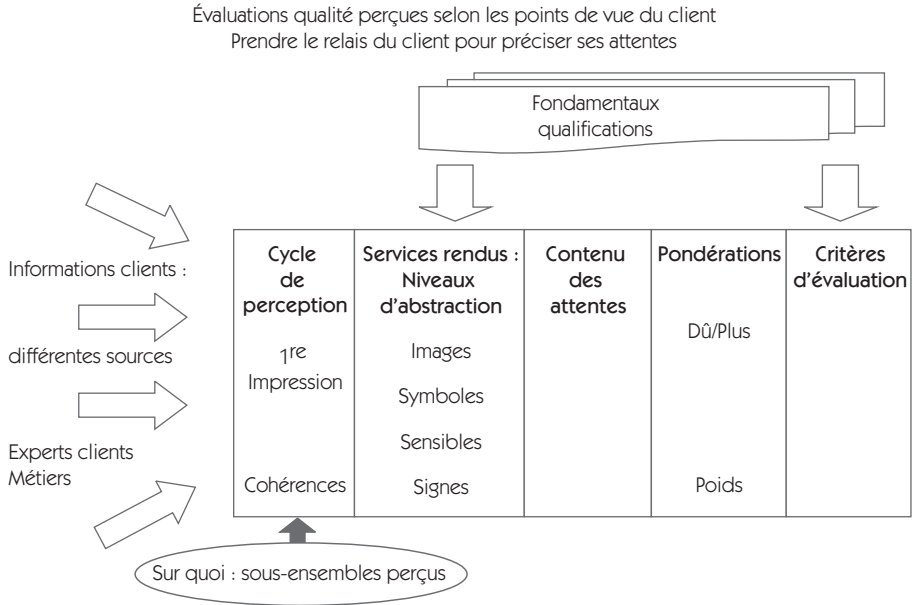 Évaluations qualité perçues selon les points de vue du client
Prendre le relais du client pour préciser ses attentes
Fondamentaux
qualifications
Informations clients :
différentes sources
Experts clients
Métiers
Cycle
de
perception
1re
Impression
Cohérences
Services rendus :
Niveaux
d'abstraction
Images
Symboles
Sensibles
Signes
Contenu
des
attentes
Pondérations
Dû/Plus
Poids
Critères
d'évaluation
Sur quoi : sous-ensembles perçus